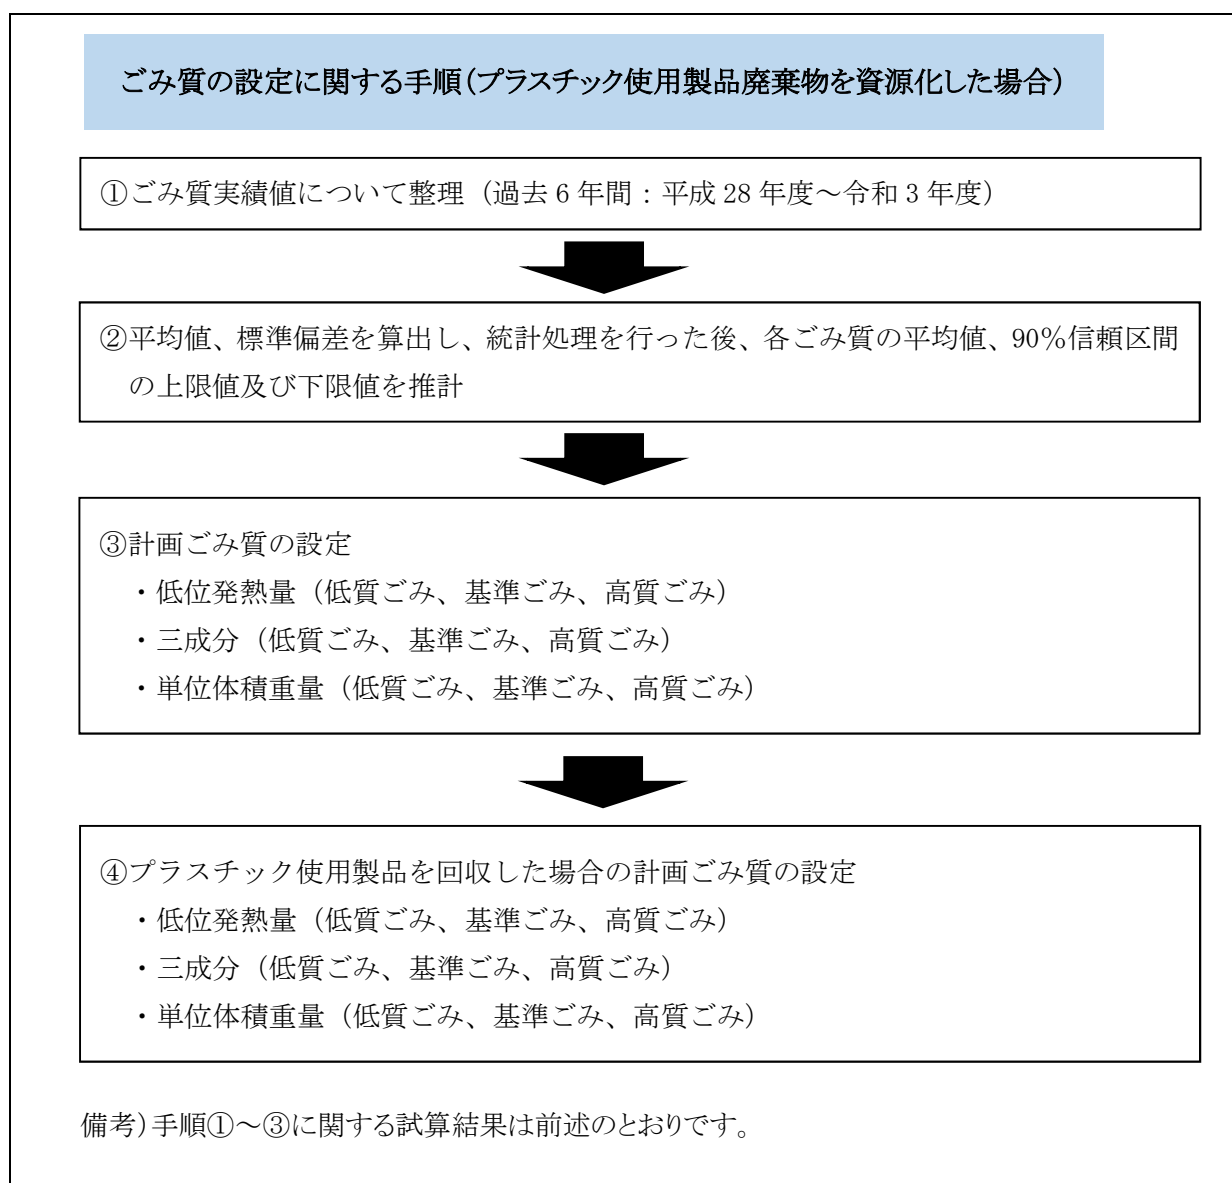 ごみ質の設定に関する手順(プラスチック使用製品廃棄物を資源化した場合)
①ごみ質実績値について整理（過去6年間：平成28年度～令和3年度）
②平均値、標準偏差を算出し、統計処理を行った後、各ごみ質の平均値、90％信頼区間
の上限値及び下限値を推計
③計画ごみ質の設定
・低位発熱量（低質ごみ、基準ごみ、高質ごみ）
・三成分（低質ごみ、基準ごみ、高質ごみ）
・単位体積重量（低質ごみ、基準ごみ、高質ごみ）
④プラスチック使用製品を回収した場合の計画ごみ質の設定
・低位発熱量（低質ごみ、基準ごみ、高質ごみ）
・三成分（低質ごみ、基準ごみ、高質ごみ）
・単位体積重量（低質ごみ、基準ごみ、高質ごみ）
備考)手順①～③に関する試算結果は前述のとおりです。